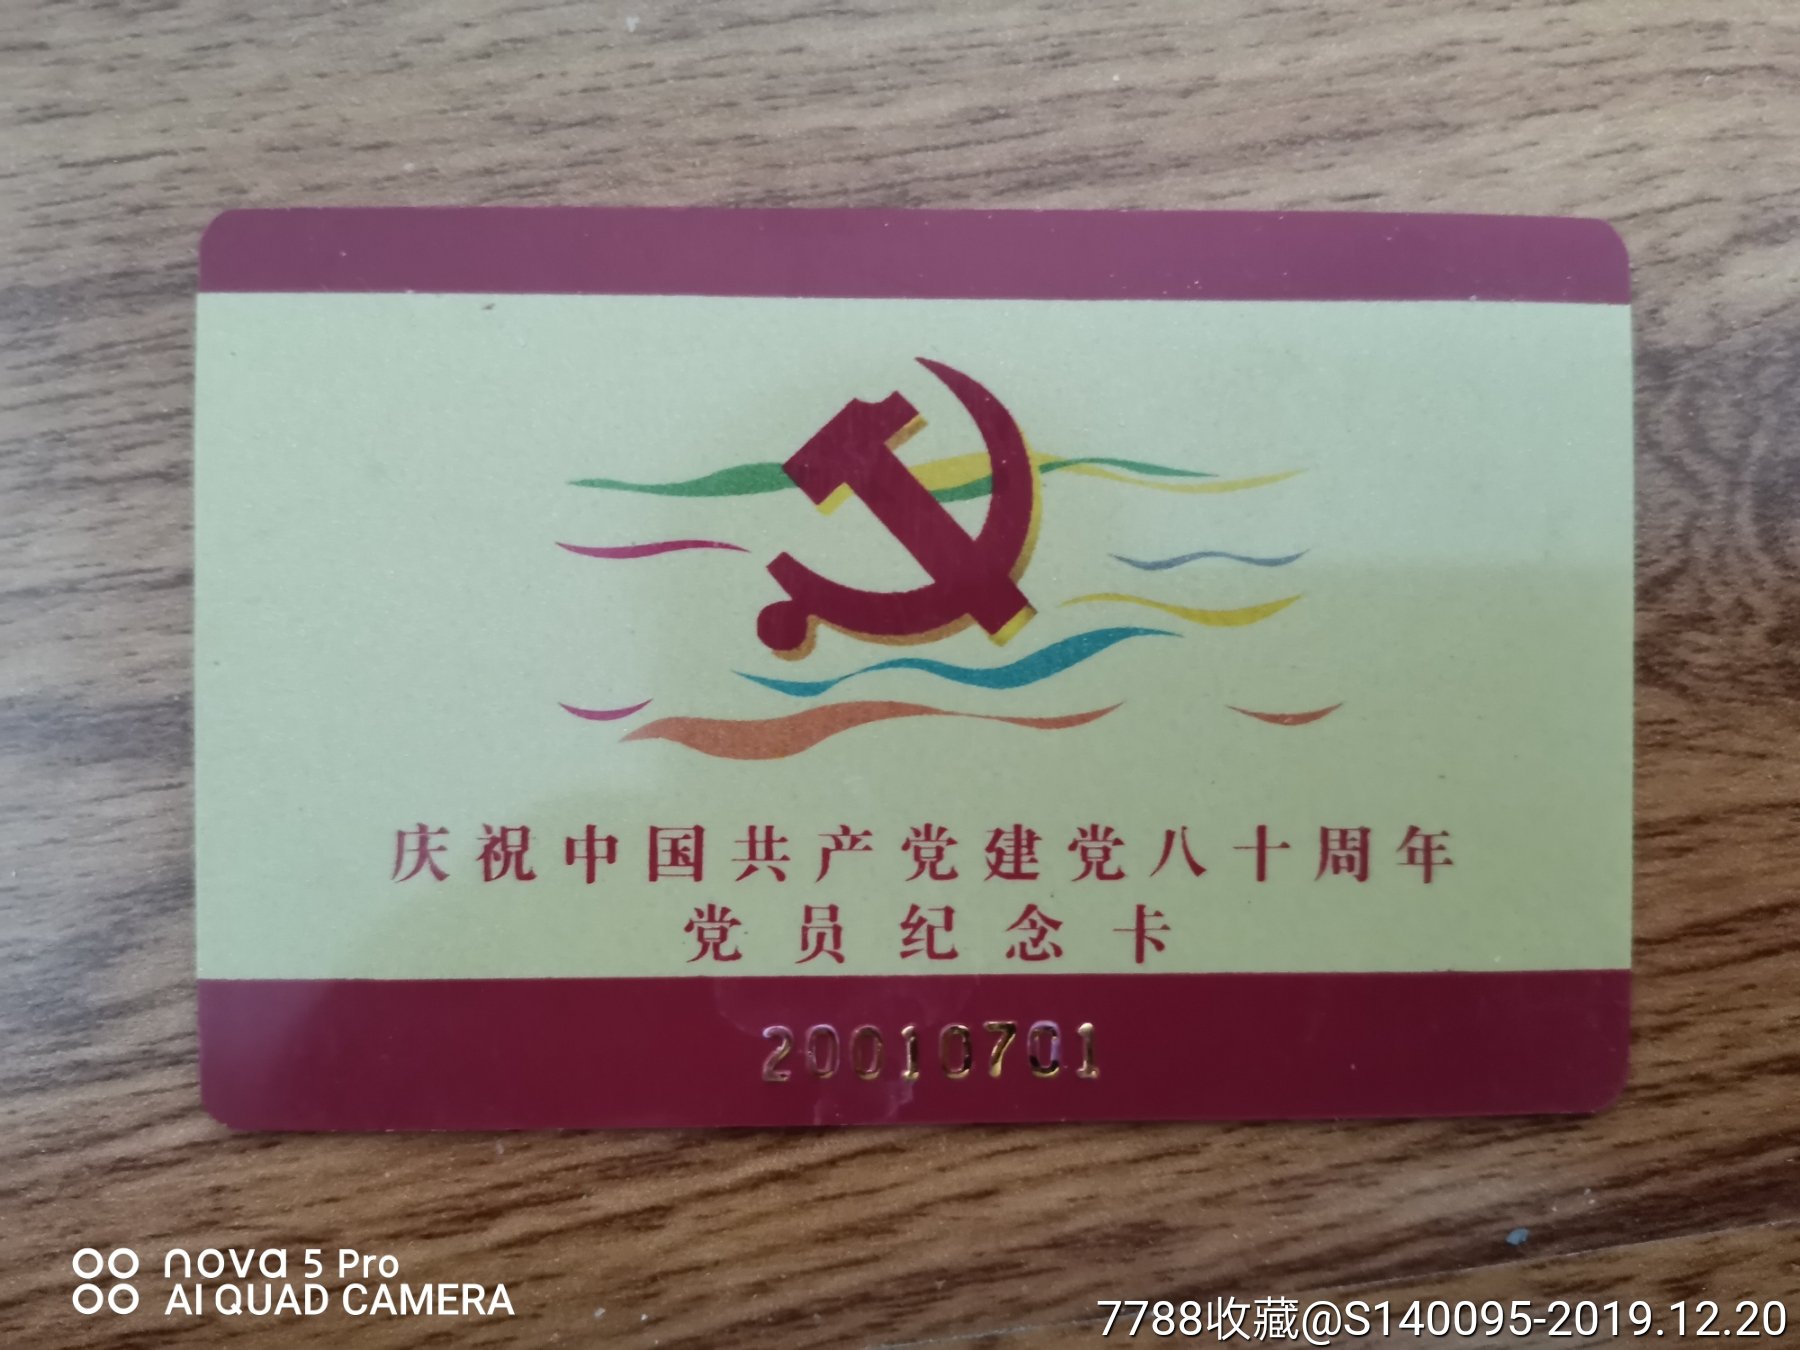 庆祝中国共产党建党八十周年
党员纪念卡
20010701
nova 5 Pro
AI QUAD CAMERA
7788收藏@S140095-2019.12.20